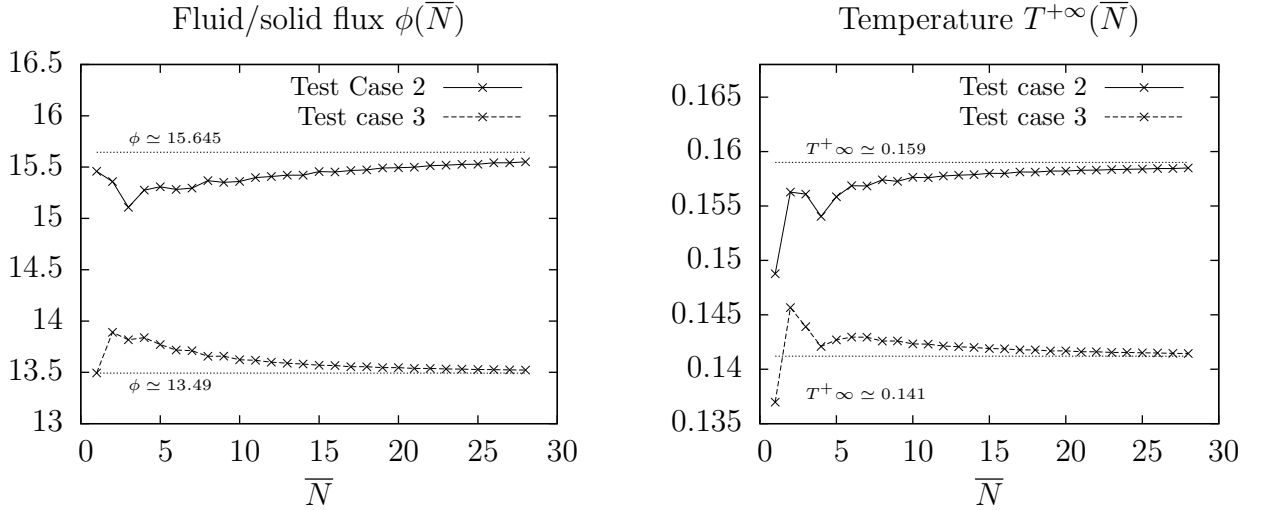 Fluid/solid flux ϕ(N̅)
16.5
16
15.5
15
14.5
14
13.5
13
0 5 10 15 20 25 30
N̅
Test Case 2
Test case 3
ϕ ≃ 15.645
ϕ ≃ 13.49
Temperature T⁺∞(N̅)
0.165
0.16
0.155
0.15
0.145
0.14
0.135
0 5 10 15 20 25 30
N̅
Test case 2
Test case 3
T⁺∞ ≃ 0.159
T⁺∞ ≃ 0.141